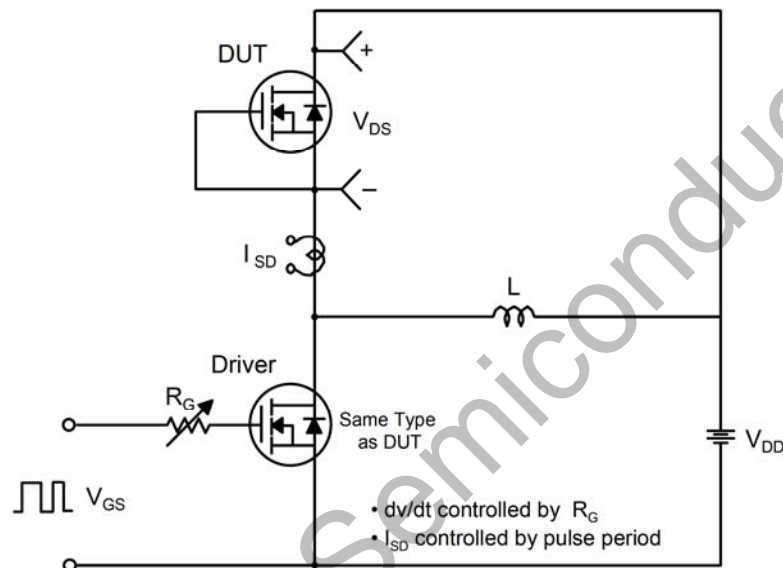 DUT
+
V_DS
−
I_SD
L
Driver
R_G
Same Type
as DUT
V_DD
V_GS
• dv/dt controlled by R_G
• I_SD controlled by pulse period
Semiconduc